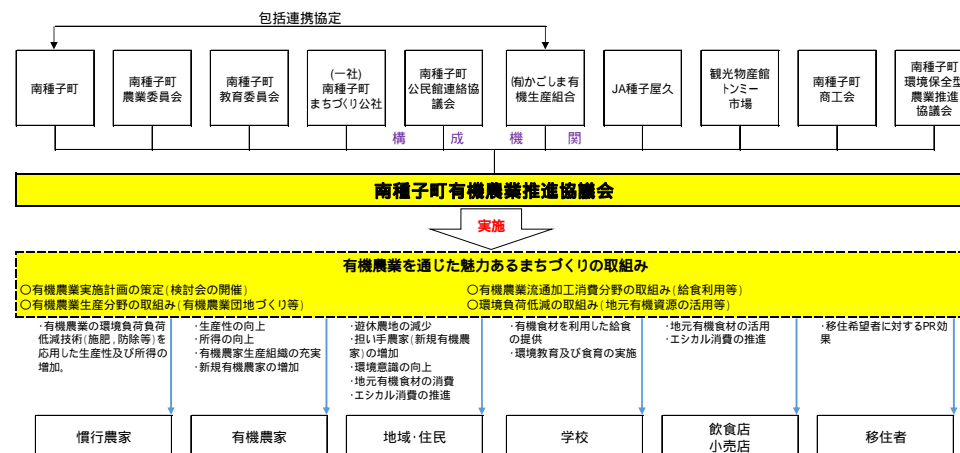 包括連携協定
南種子町
南種子町
農業委員会
南種子町
教育委員会
(一社)
南種子町
まちづくり公社
南種子町
公民館連絡協
議会
㈲かごしま有
機生産組合
JA種子屋久
観光物産館
トンミー
市場
南種子町
商工会
南種子町
環境保全型
農業推進
協議会
構成機関
南種子町有機農業推進協議会
実施
有機農業を通じた魅力あるまちづくりの取組み
〇有機農業実施計画の策定(検討会の開催)
〇有機農業流通加工消費分野の取組み(給食利用等)
〇有機農業生産分野の取組み(有機農業団地づくり等)
〇環境負荷低減の取組み(地元有機資源の活用等)
・有機農業の環境負荷負荷
低減技術(施肥,防除等)を
応用した生産性及び所得の
増加。
・生産性の向上
・所得の向上
・有機農家生産組織の充実
・新規有機農家の増加
・遊休農地の減少
・担い手農家(新規有機農
家)の増加
・環境意識の向上
・地元有機食材の消費
・エシカル消費の推進
・有機食材を利用した給食
の提供
・環境教育及び食育の実施
・地元有機食材の活用
・エシカル消費の推進
・移住希望者に対するPR効
果
慣行農家
有機農家
地域・住民
学校
飲食店
小売店
移住者